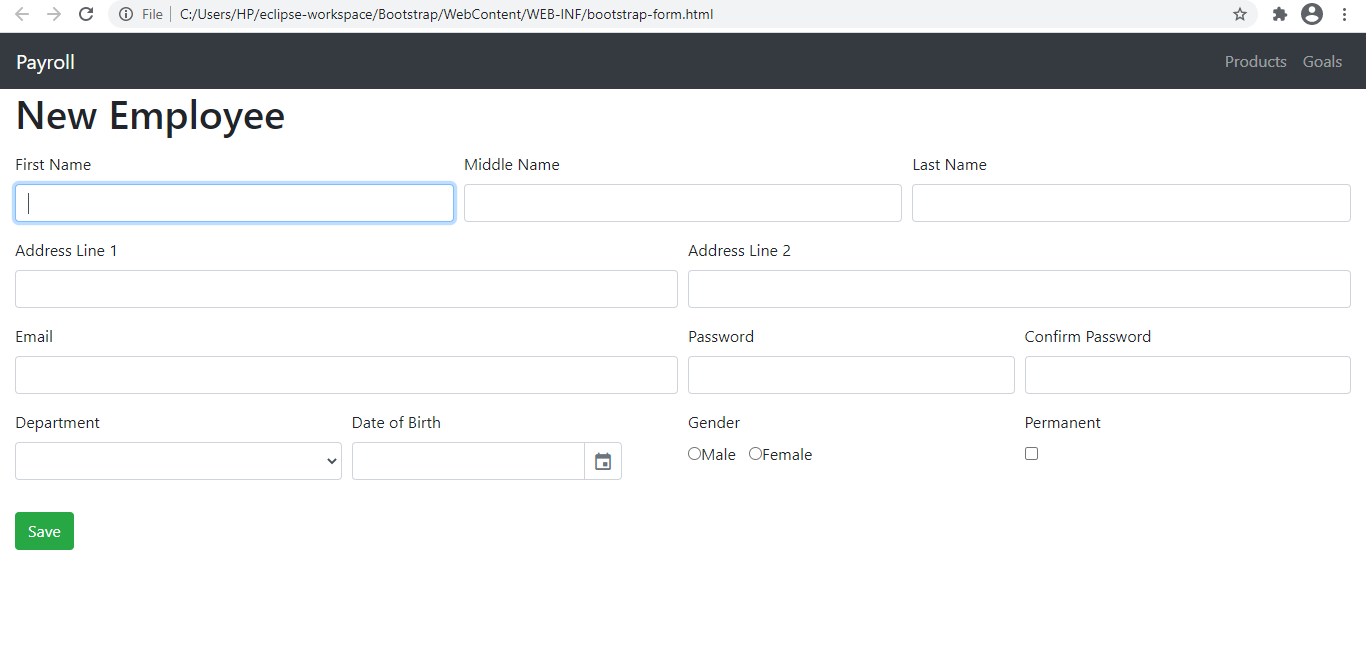 File C:/Users/HP/eclipse-workspace/Bootstrap/WebContent/WEB-INF/bootstrap-form.html
Payroll Products Goals
New Employee
First Name Middle Name Last Name
Address Line 1 Address Line 2
Email Password Confirm Password
Department Date of Birth Gender Permanent
Male Female
Save